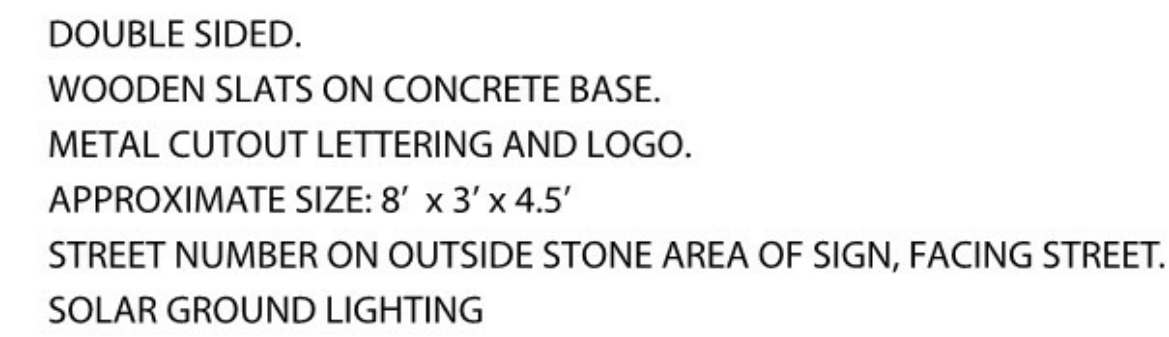 DOUBLE SIDED.
WOODEN SLATS ON CONCRETE BASE.
METAL CUTOUT LETTERING AND LOGO.
APPROXIMATE SIZE: 8’ x 3’ x 4.5’
STREET NUMBER ON OUTSIDE STONE AREA OF SIGN, FACING STREET.
SOLAR GROUND LIGHTING